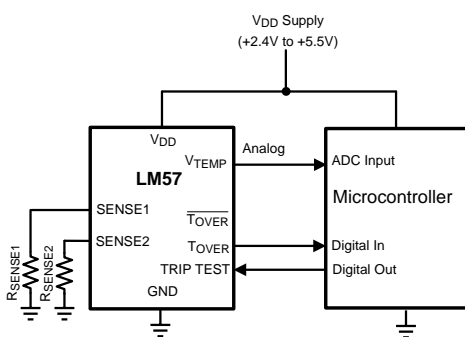 VDD Supply
(+2.4V to +5.5V)
VDD
VTEMP
Analog
ADC Input
LM57
Microcontroller
SENSE1
TOVER
SENSE2
TOVER
Digital In
TRIP TEST
Digital Out
GND
RSENSE1
RSENSE2